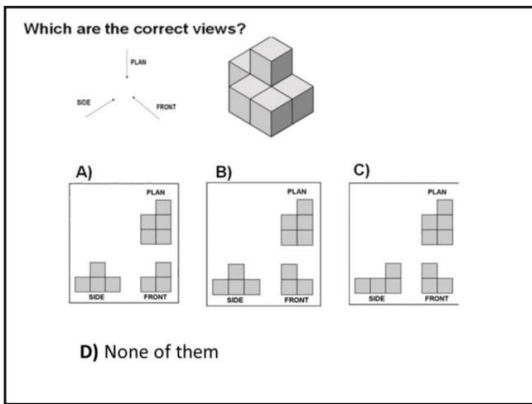 Which are the correct views?
PLAN
SIDE
FRONT
A)
B)
C)
PLAN
PLAN
PLAN
SIDE
FRONT
SIDE
FRONT
SIDE
FRONT
D) None of them